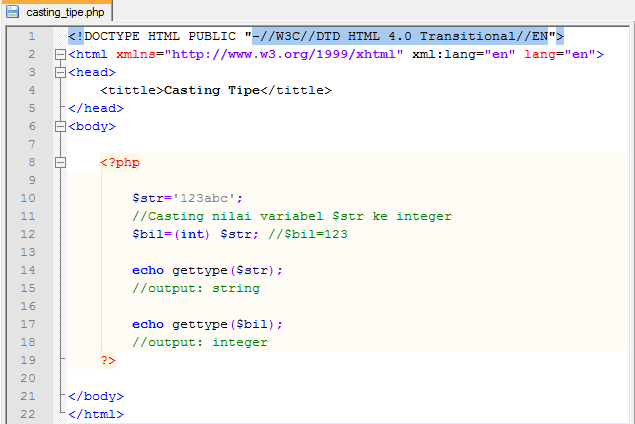 casting_tipe.php
1 <!DOCTYPE HTML PUBLIC "-//W3C//DTD HTML 4.0 Transitional//EN">
2 <html xmlns="http://www.w3.org/1999/xhtml" xml:lang="en" lang="en">
3 <head>
4 <tittle>Casting Tipe</tittle>
5 </head>
6 <body>
7
8 <?php
9
10 $str='123abc';
11 //Casting nilai variabel $str ke integer
12 $bil=(int) $str; //$bil=123
13
14 echo gettype($str);
15 //output: string
16
17 echo gettype($bil);
18 //output: integer
19 ?>
20
21 </body>
22 </html>